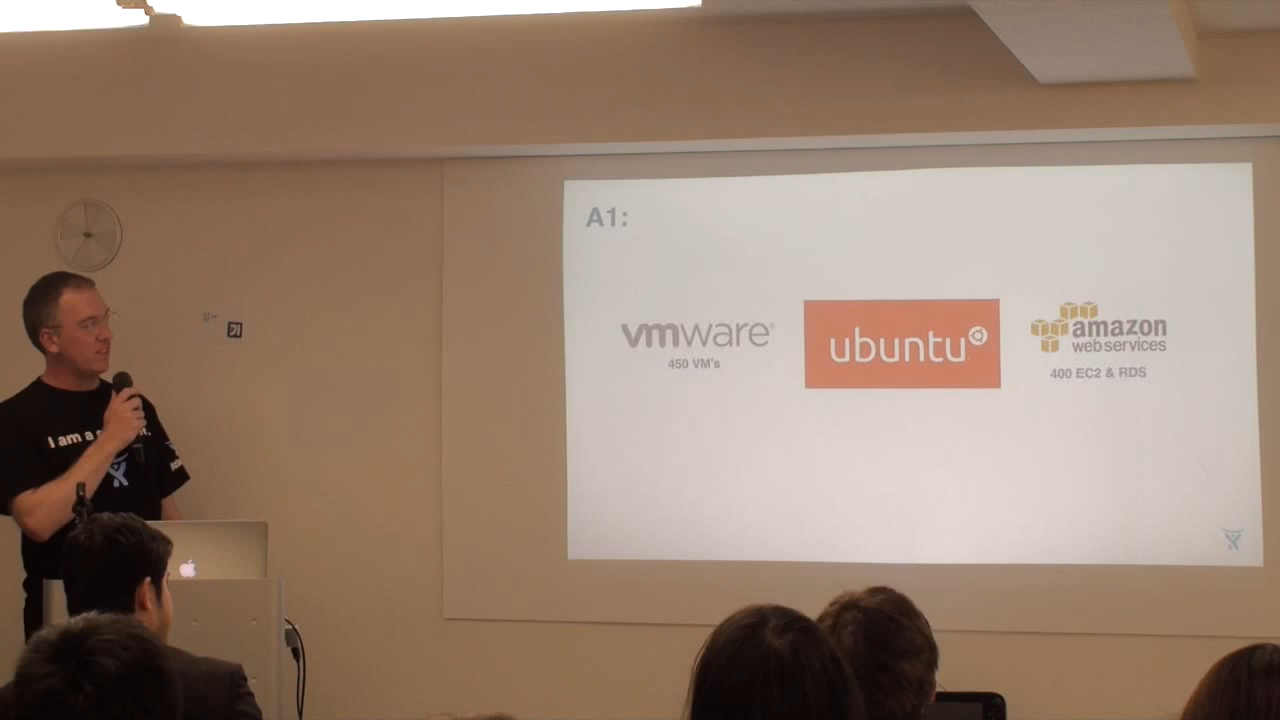 A1:
vmware®
450 VM's
ubuntu
amazon
web services
400 EC2 & RDS
I am a